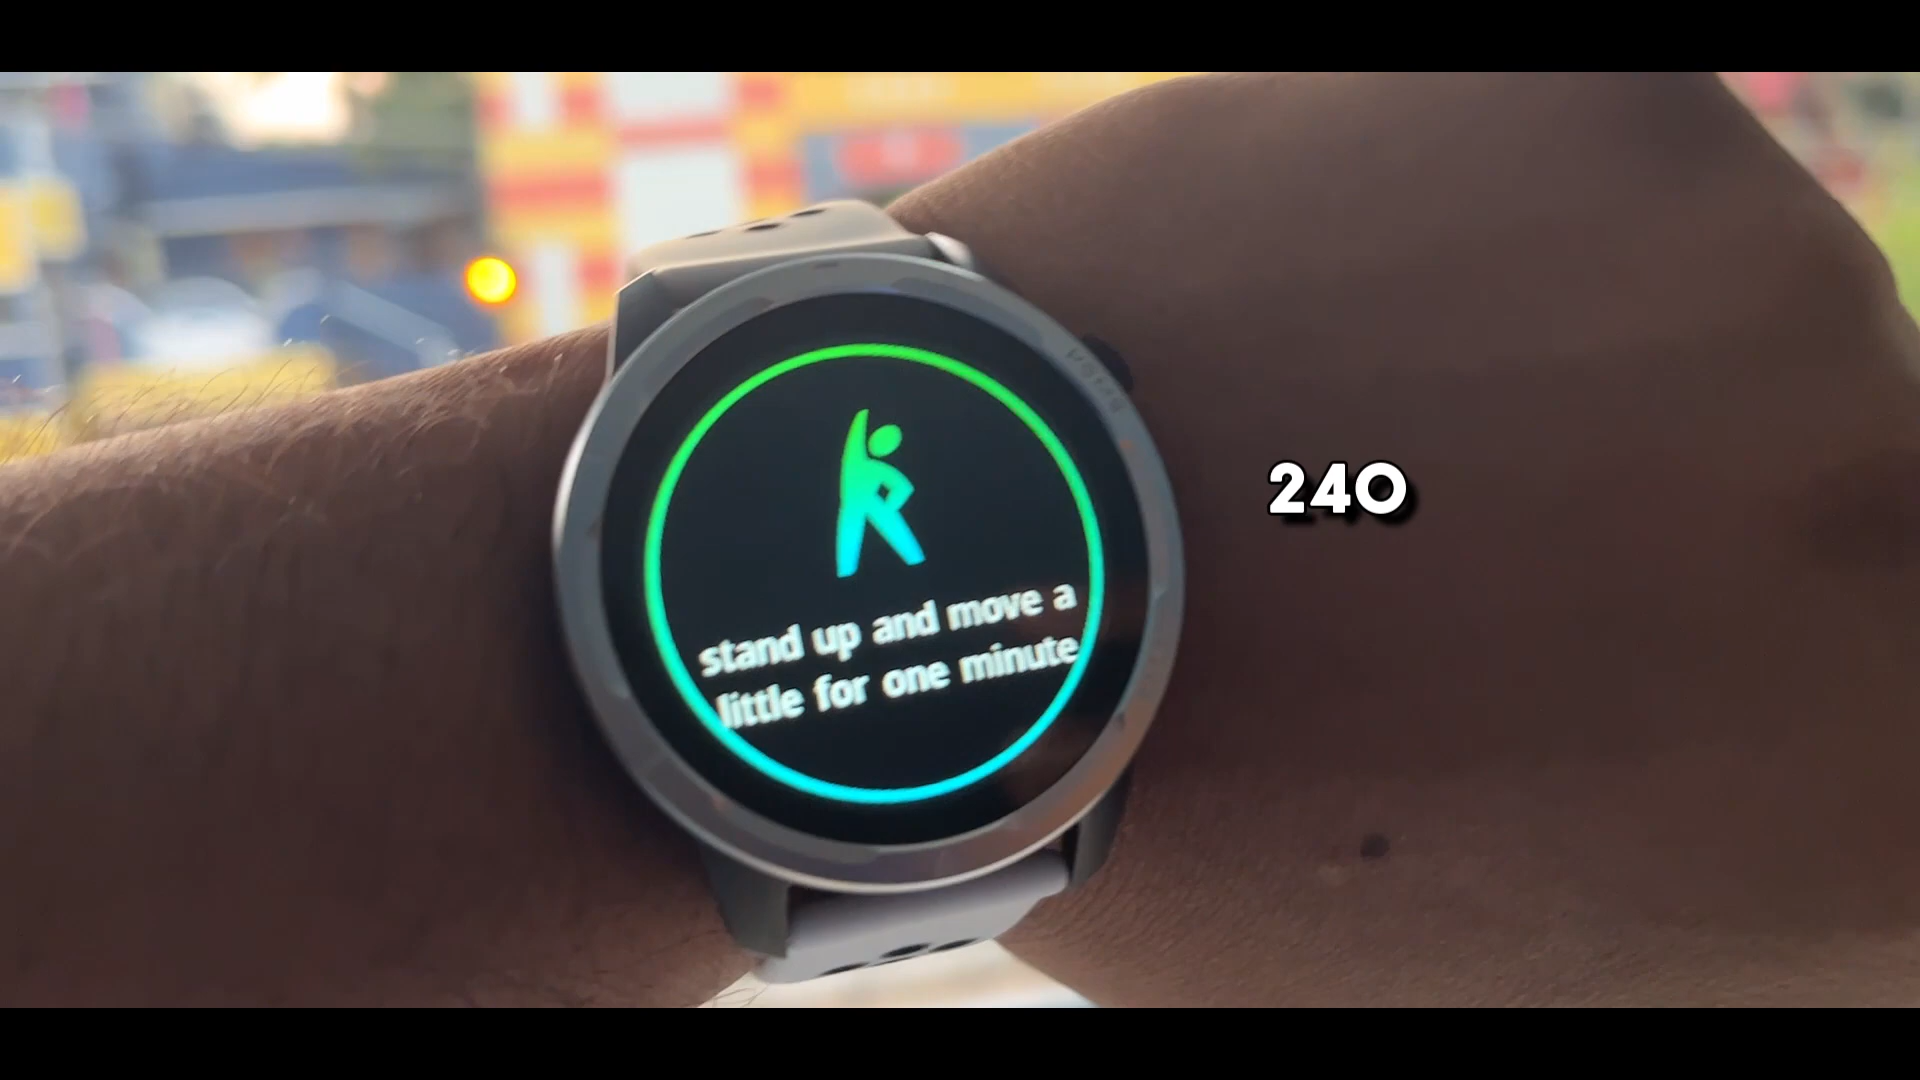 stand up and move a
little for one minute
240